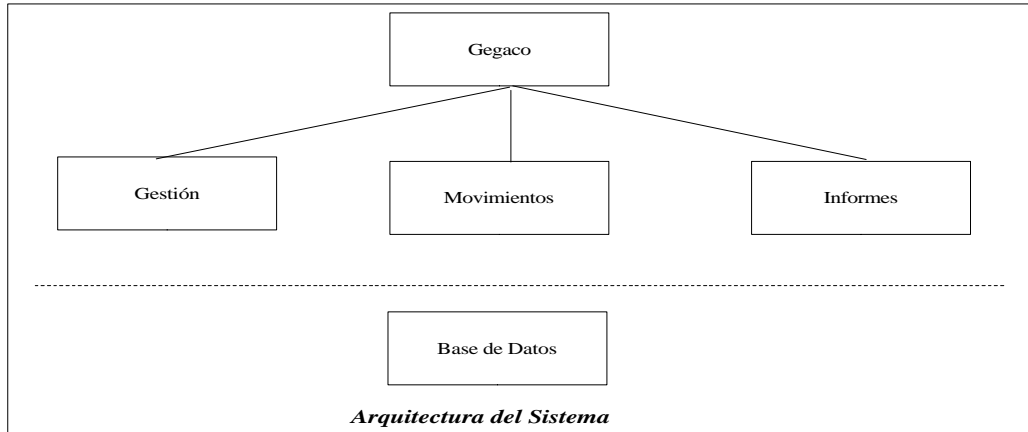 Gegaco
Gestión
Movimientos
Informes
Base de Datos
Arquitectura del Sistema